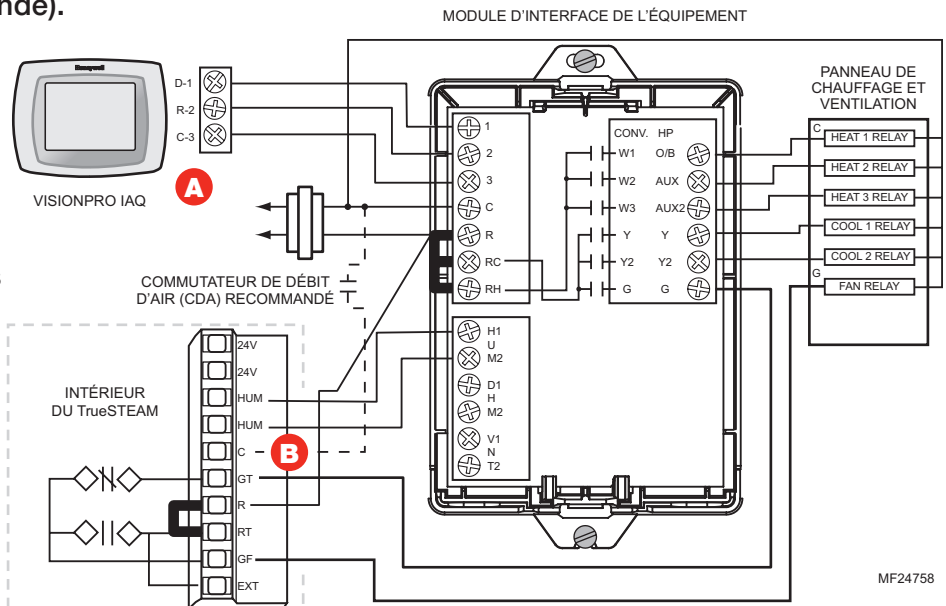 ndé).
MODULE D'INTERFACE DE L'ÉQUIPEMENT
Honeywell
VISIONPRO IAQ
A
D-1
R-2
C-3
1
2
3
C
R
RC
RH
CONV. HP
W1 O/B
W2 AUX
W3 AUX2
Y Y
Y2 Y2
G G
PANNEAU DE
CHAUFFAGE ET
VENTILATION
C
HEAT 1 RELAY
HEAT 2 RELAY
HEAT 3 RELAY
COOL 1 RELAY
COOL 2 RELAY
G
FAN RELAY
COMMUTATEUR DE DÉBIT
D'AIR (CDA) RECOMMANDÉ
H1
U
M2
D1
H
M2
V1
N
T2
INTÉRIEUR
DU TrueSTEAM
24V
24V
HUM
HUM
C
B
GT
R
RT
GF
EXT
MF24758